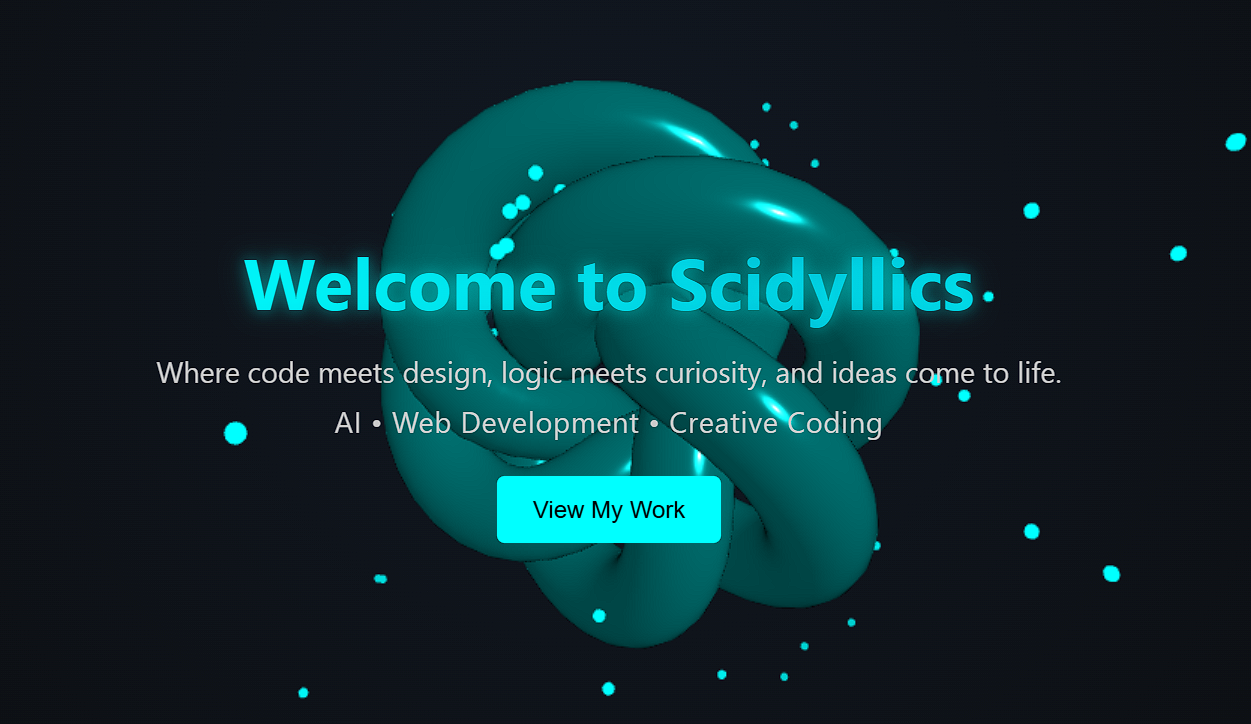 Welcome to Scidyllics
Where code meets design, logic meets curiosity, and ideas come to life.
AI • Web Development • Creative Coding
View My Work